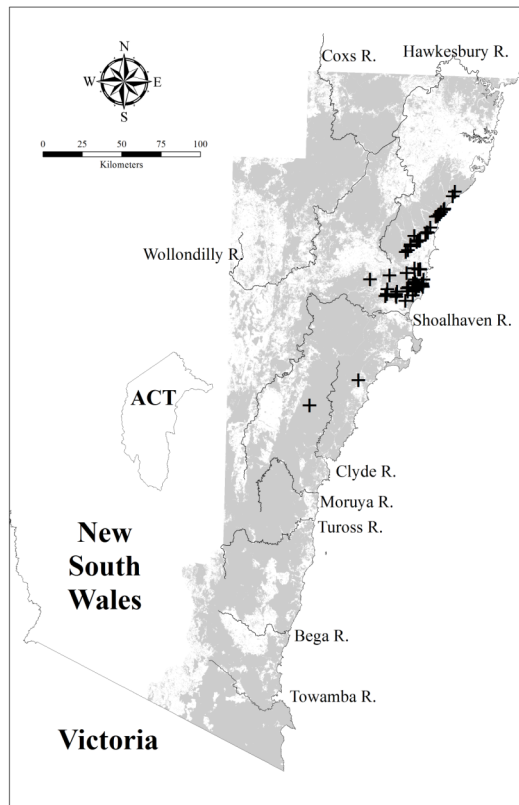 Coxs R.
Hawkesbury R.
N
W
E
S
0 25 50 75 100
Kilometers
Wollondilly R.
Shoalhaven R.
ACT
Clyde R.
Moruya R.
Tuross R.
New
South
Wales
Bega R.
Towamba R.
Victoria